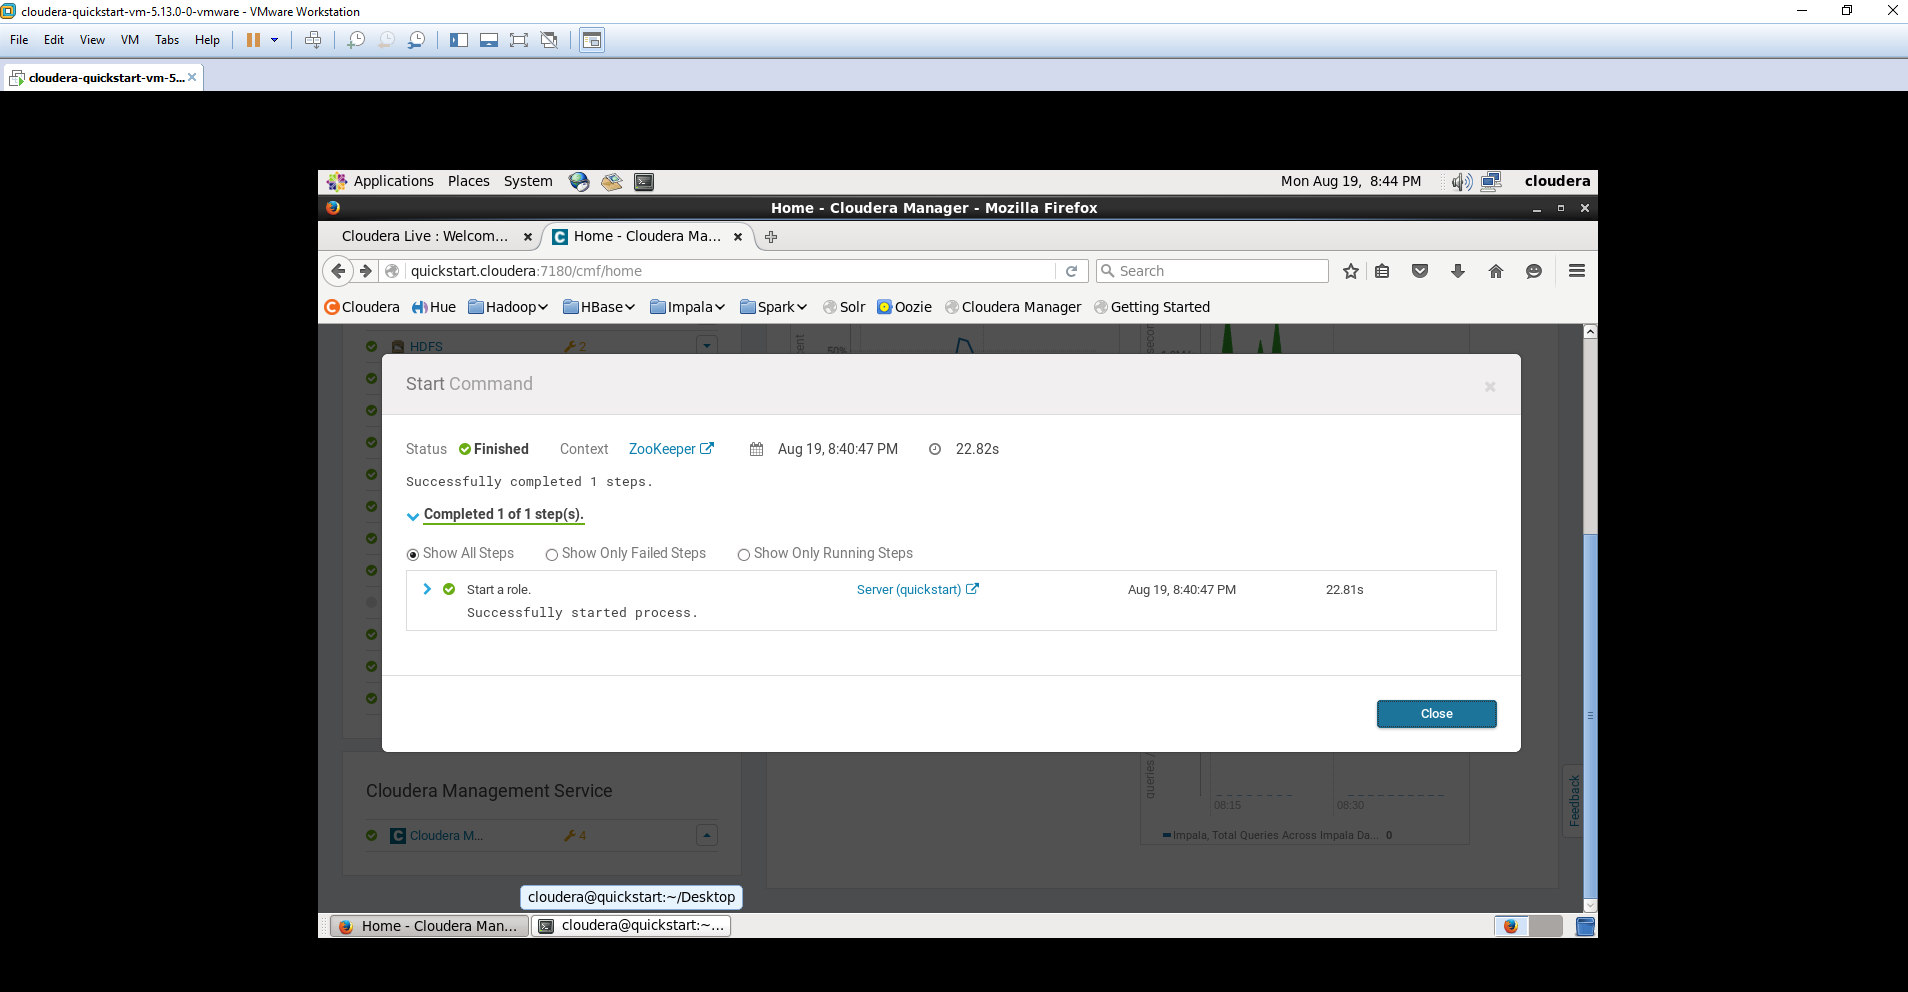 cloudera-quickstart-vm-5.13.0-0-vmware - VMware Workstation
File Edit View VM Tabs Help
cloudera-quickstart-vm-5...
Applications Places System Mon Aug 19, 8:44 PM cloudera
Home - Cloudera Manager - Mozilla Firefox
Cloudera Live : Welcom... Home - Cloudera Ma...
quickstart.cloudera:7180/cmf/home Search
Cloudera Hue Hadoop HBase Impala Spark Solr Oozie Cloudera Manager Getting Started
HDFS 2 50%
Start Command
Status Finished Context ZooKeeper Aug 19, 8:40:47 PM 22.82s
Successfully completed 1 steps.
Completed 1 of 1 step(s).
Show All Steps Show Only Failed Steps Show Only Running Steps
Start a role. Server (quickstart) Aug 19, 8:40:47 PM 22.81s
Successfully started process.
Close
queries /
Cloudera Management Service
08:15 08:30
Feedback
Cloudera M... 4 Impala, Total Queries Across Impala Da... 0
cloudera@quickstart:~/Desktop
Home - Cloudera Man... cloudera@quickstart:~...